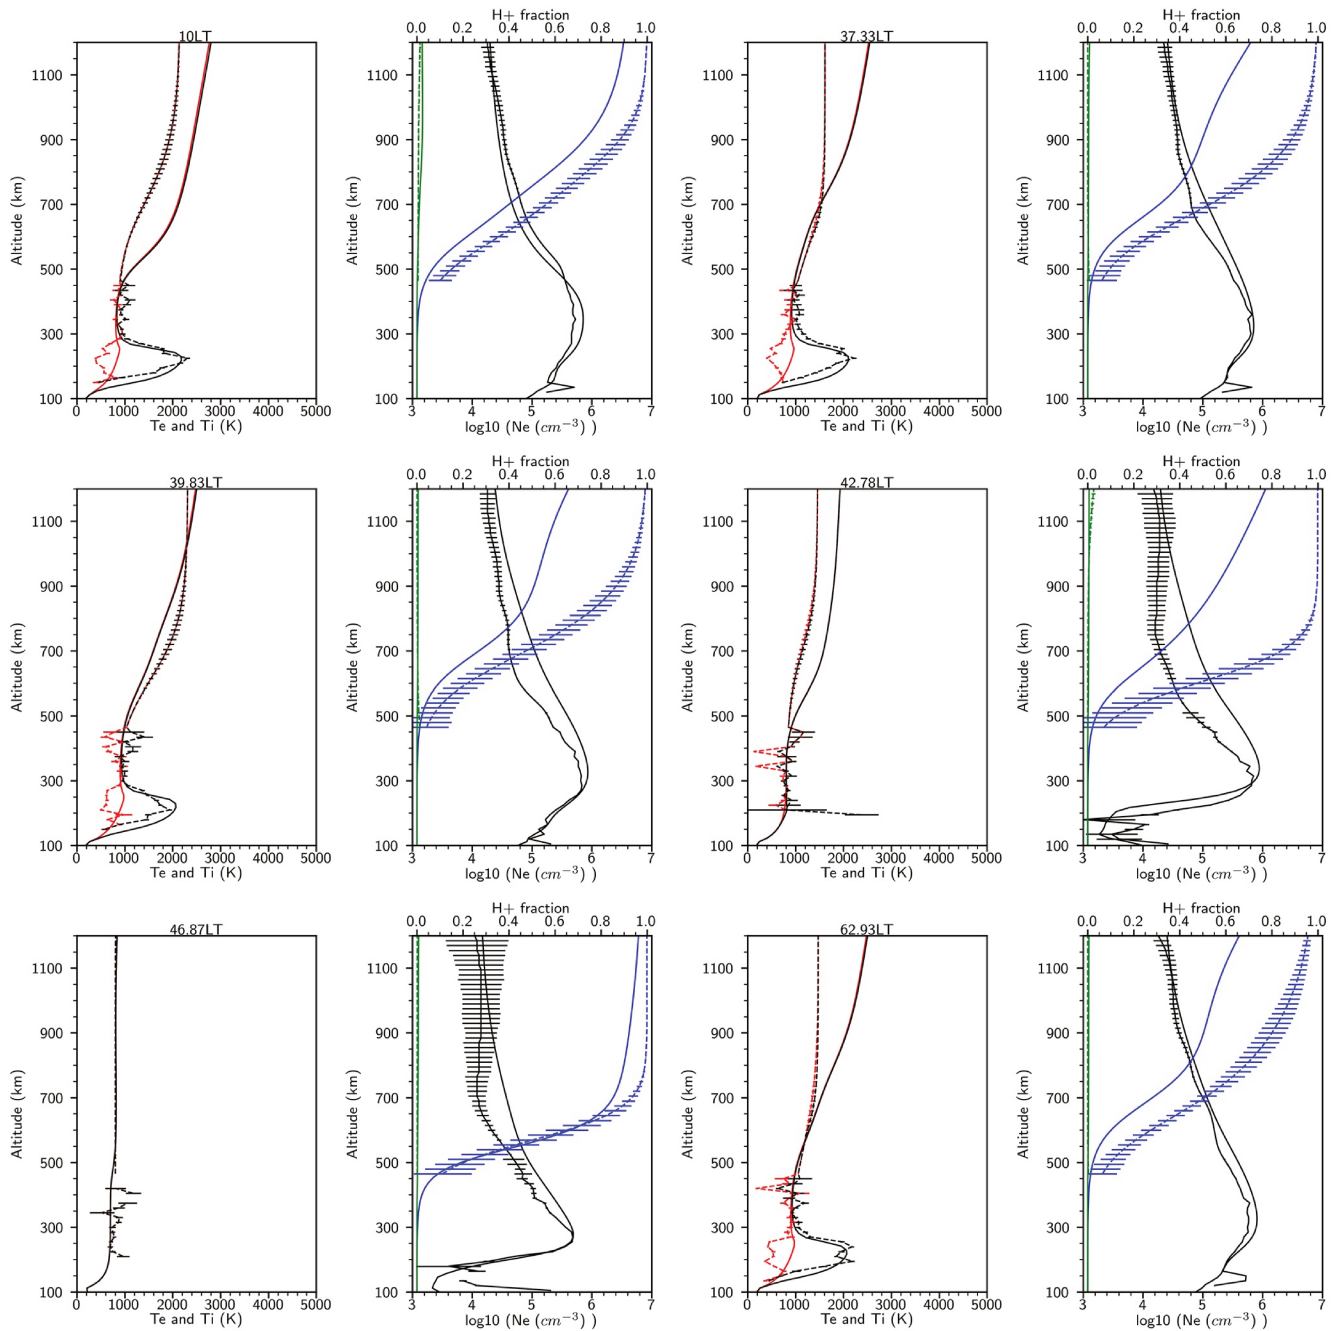 H+ fraction H+ fraction
10LT 0.0 0.2 0.4 0.6 0.8 1.0 37.33LT 0.0 0.2 0.4 0.6 0.8 1.0
Altitude (km) Altitude (km) Altitude (km) Altitude (km)
1100 1100 1100 1100
900 900 900 900
700 700 700 700
500 500 500 500
300 300 300 300
100 100 100 100
0 1000 2000 3000 4000 5000 3 4 5 6 7 0 1000 2000 3000 4000 5000 3 4 5 6 7
Te and Ti (K) log10 (Ne (cm⁻³) ) Te and Ti (K) log10 (Ne (cm⁻³) )
H+ fraction H+ fraction
39.83LT 0.0 0.2 0.4 0.6 0.8 1.0 42.78LT 0.0 0.2 0.4 0.6 0.8 1.0
Altitude (km) Altitude (km) Altitude (km) Altitude (km)
1100 1100 1100 1100
900 900 900 900
700 700 700 700
500 500 500 500
300 300 300 300
100 100 100 100
0 1000 2000 3000 4000 5000 3 4 5 6 7 0 1000 2000 3000 4000 5000 3 4 5 6 7
Te and Ti (K) log10 (Ne (cm⁻³) ) Te and Ti (K) log10 (Ne (cm⁻³) )
H+ fraction H+ fraction
46.87LT 0.0 0.2 0.4 0.6 0.8 1.0 62.93LT 0.0 0.2 0.4 0.6 0.8 1.0
Altitude (km) Altitude (km) Altitude (km) Altitude (km)
1100 1100 1100 1100
900 900 900 900
700 700 700 700
500 500 500 500
300 300 300 300
100 100 100 100
0 1000 2000 3000 4000 5000 3 4 5 6 7 0 1000 2000 3000 4000 5000 3 4 5 6 7
Te and Ti (K) log10 (Ne (cm⁻³) ) Te and Ti (K) log10 (Ne (cm⁻³) )